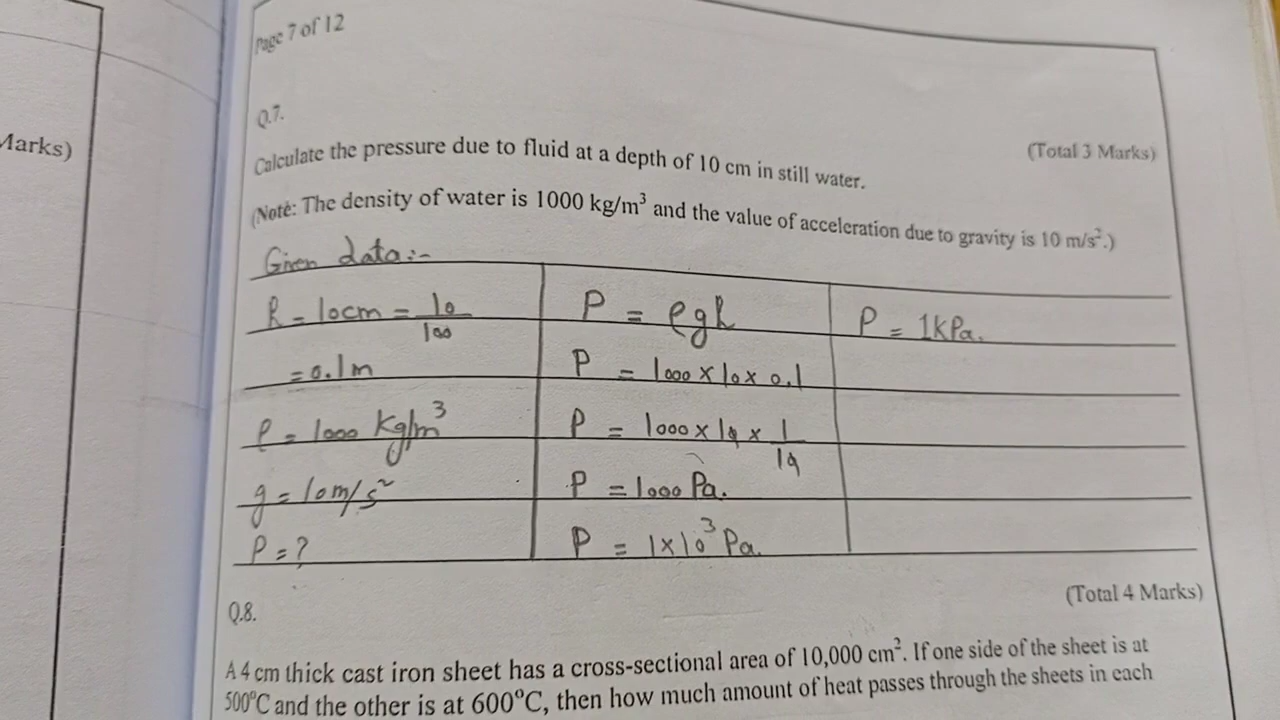 Page 7 of 12
Marks)
Q.7.
(Total 3 Marks)
Calculate the pressure due to fluid at a depth of 10 cm in still water.
(Note: The density of water is 1000 kg/m³ and the value of acceleration due to gravity is 10 m/s².)
Given data:-
h = 10cm = 10/100
= 0.1m
ρ = 1000 Kg/m³
g = 10m/s²
P = ?
P = ρgh
P = 1000 × 10 × 0.1
P = 1000 × 10 × 1/10
P = 1000 Pa.
P = 1×10³ Pa.
P = 1kPa.
Q.8.
(Total 4 Marks)
A 4 cm thick cast iron sheet has a cross-sectional area of 10,000 cm². If one side of the sheet is at
500°C and the other is at 600°C, then how much amount of heat passes through the sheets in each